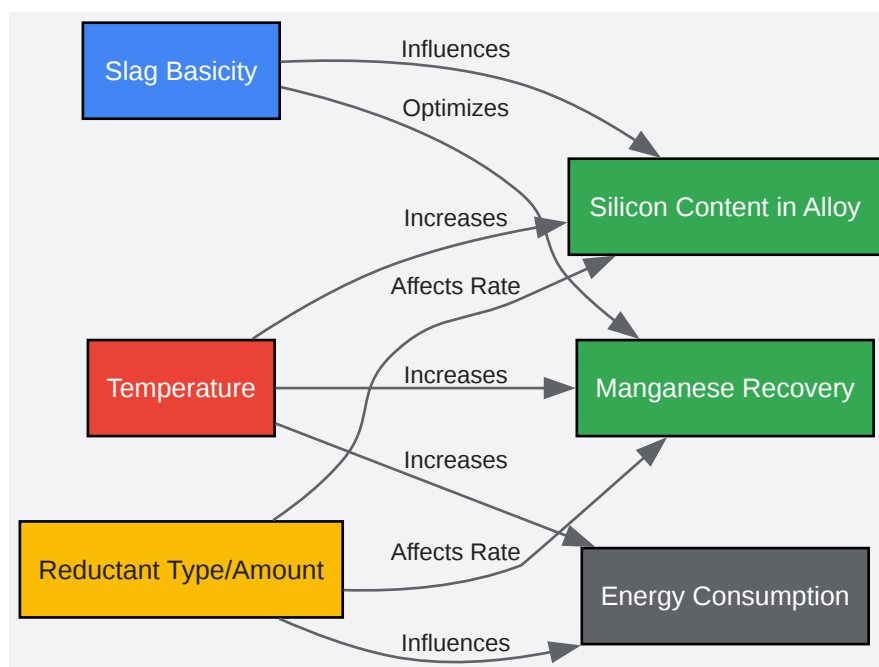 Slag Basicity
Influences
Optimizes
Silicon Content in Alloy
Increases
Affects Rate
Temperature
Increases
Manganese Recovery
Increases
Reductant Type/Amount
Affects Rate
Energy Consumption
Influences